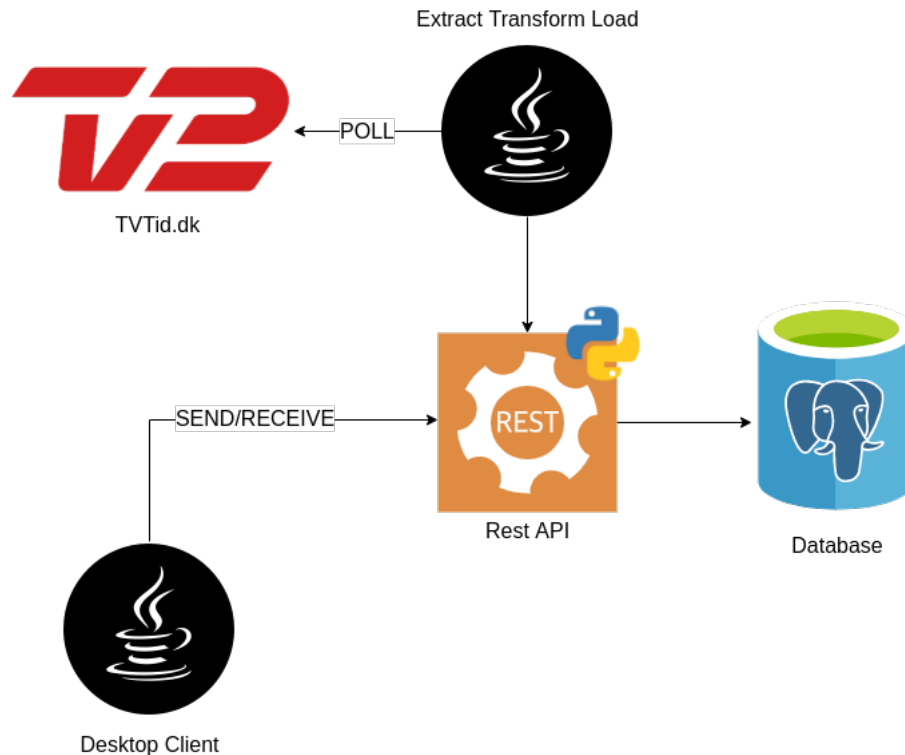 Extract Transform Load
TV2
POLL
TVTid.dk
SEND/RECEIVE
REST
Rest API
Database
Desktop Client